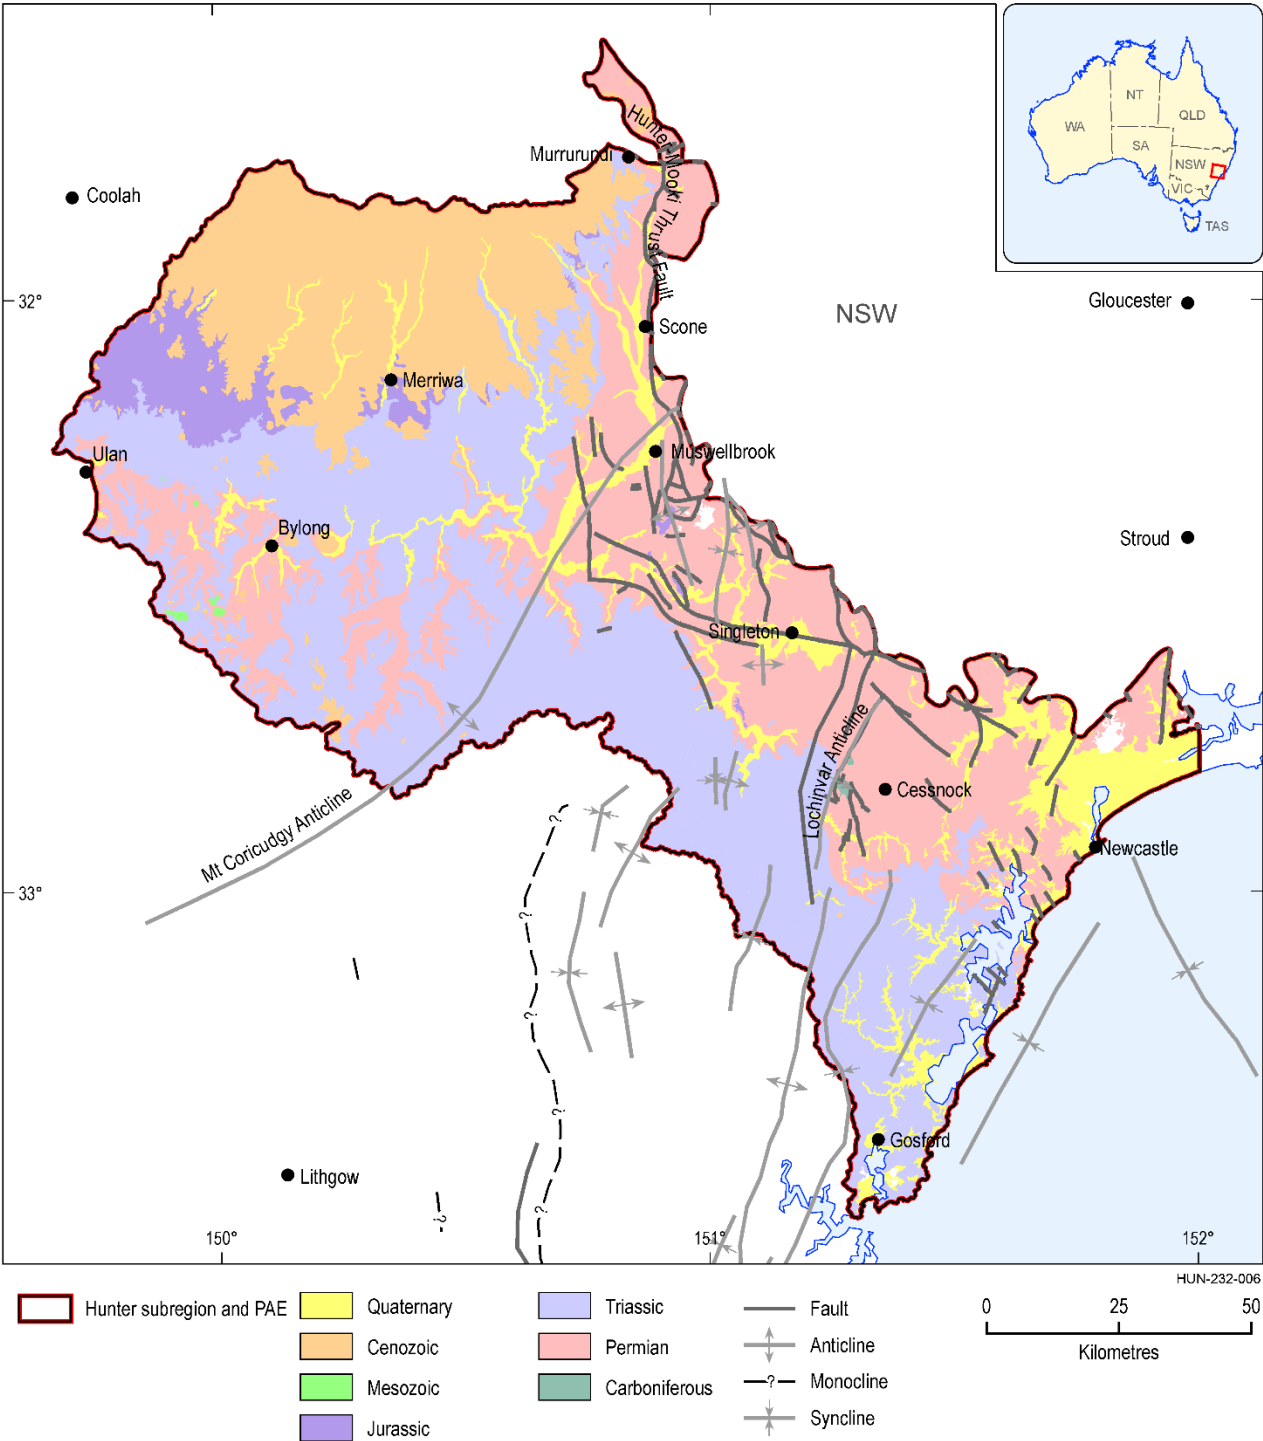 NT
WA
QLD
SA
NSW
VIC
TAS
Hunter-Mooki Thrust Fault
Murrurundi
Coolah
32°
Gloucester
NSW
Scone
Merriwa
Ulan
Muswellbrook
Bylong
Stroud
Singleton
Lochinvar Anticline
Cessnock
Mt Coricudgy Anticline
?
Newcastle
33°
?
?
?
Gosford
Lithgow
?
?
150°
151°
152°
HUN-232-006
Hunter subregion and PAE
Quaternary
Cenozoic
Mesozoic
Jurassic
Triassic
Permian
Carboniferous
Fault
Anticline
?
Monocline
Syncline
0 25 50
Kilometres